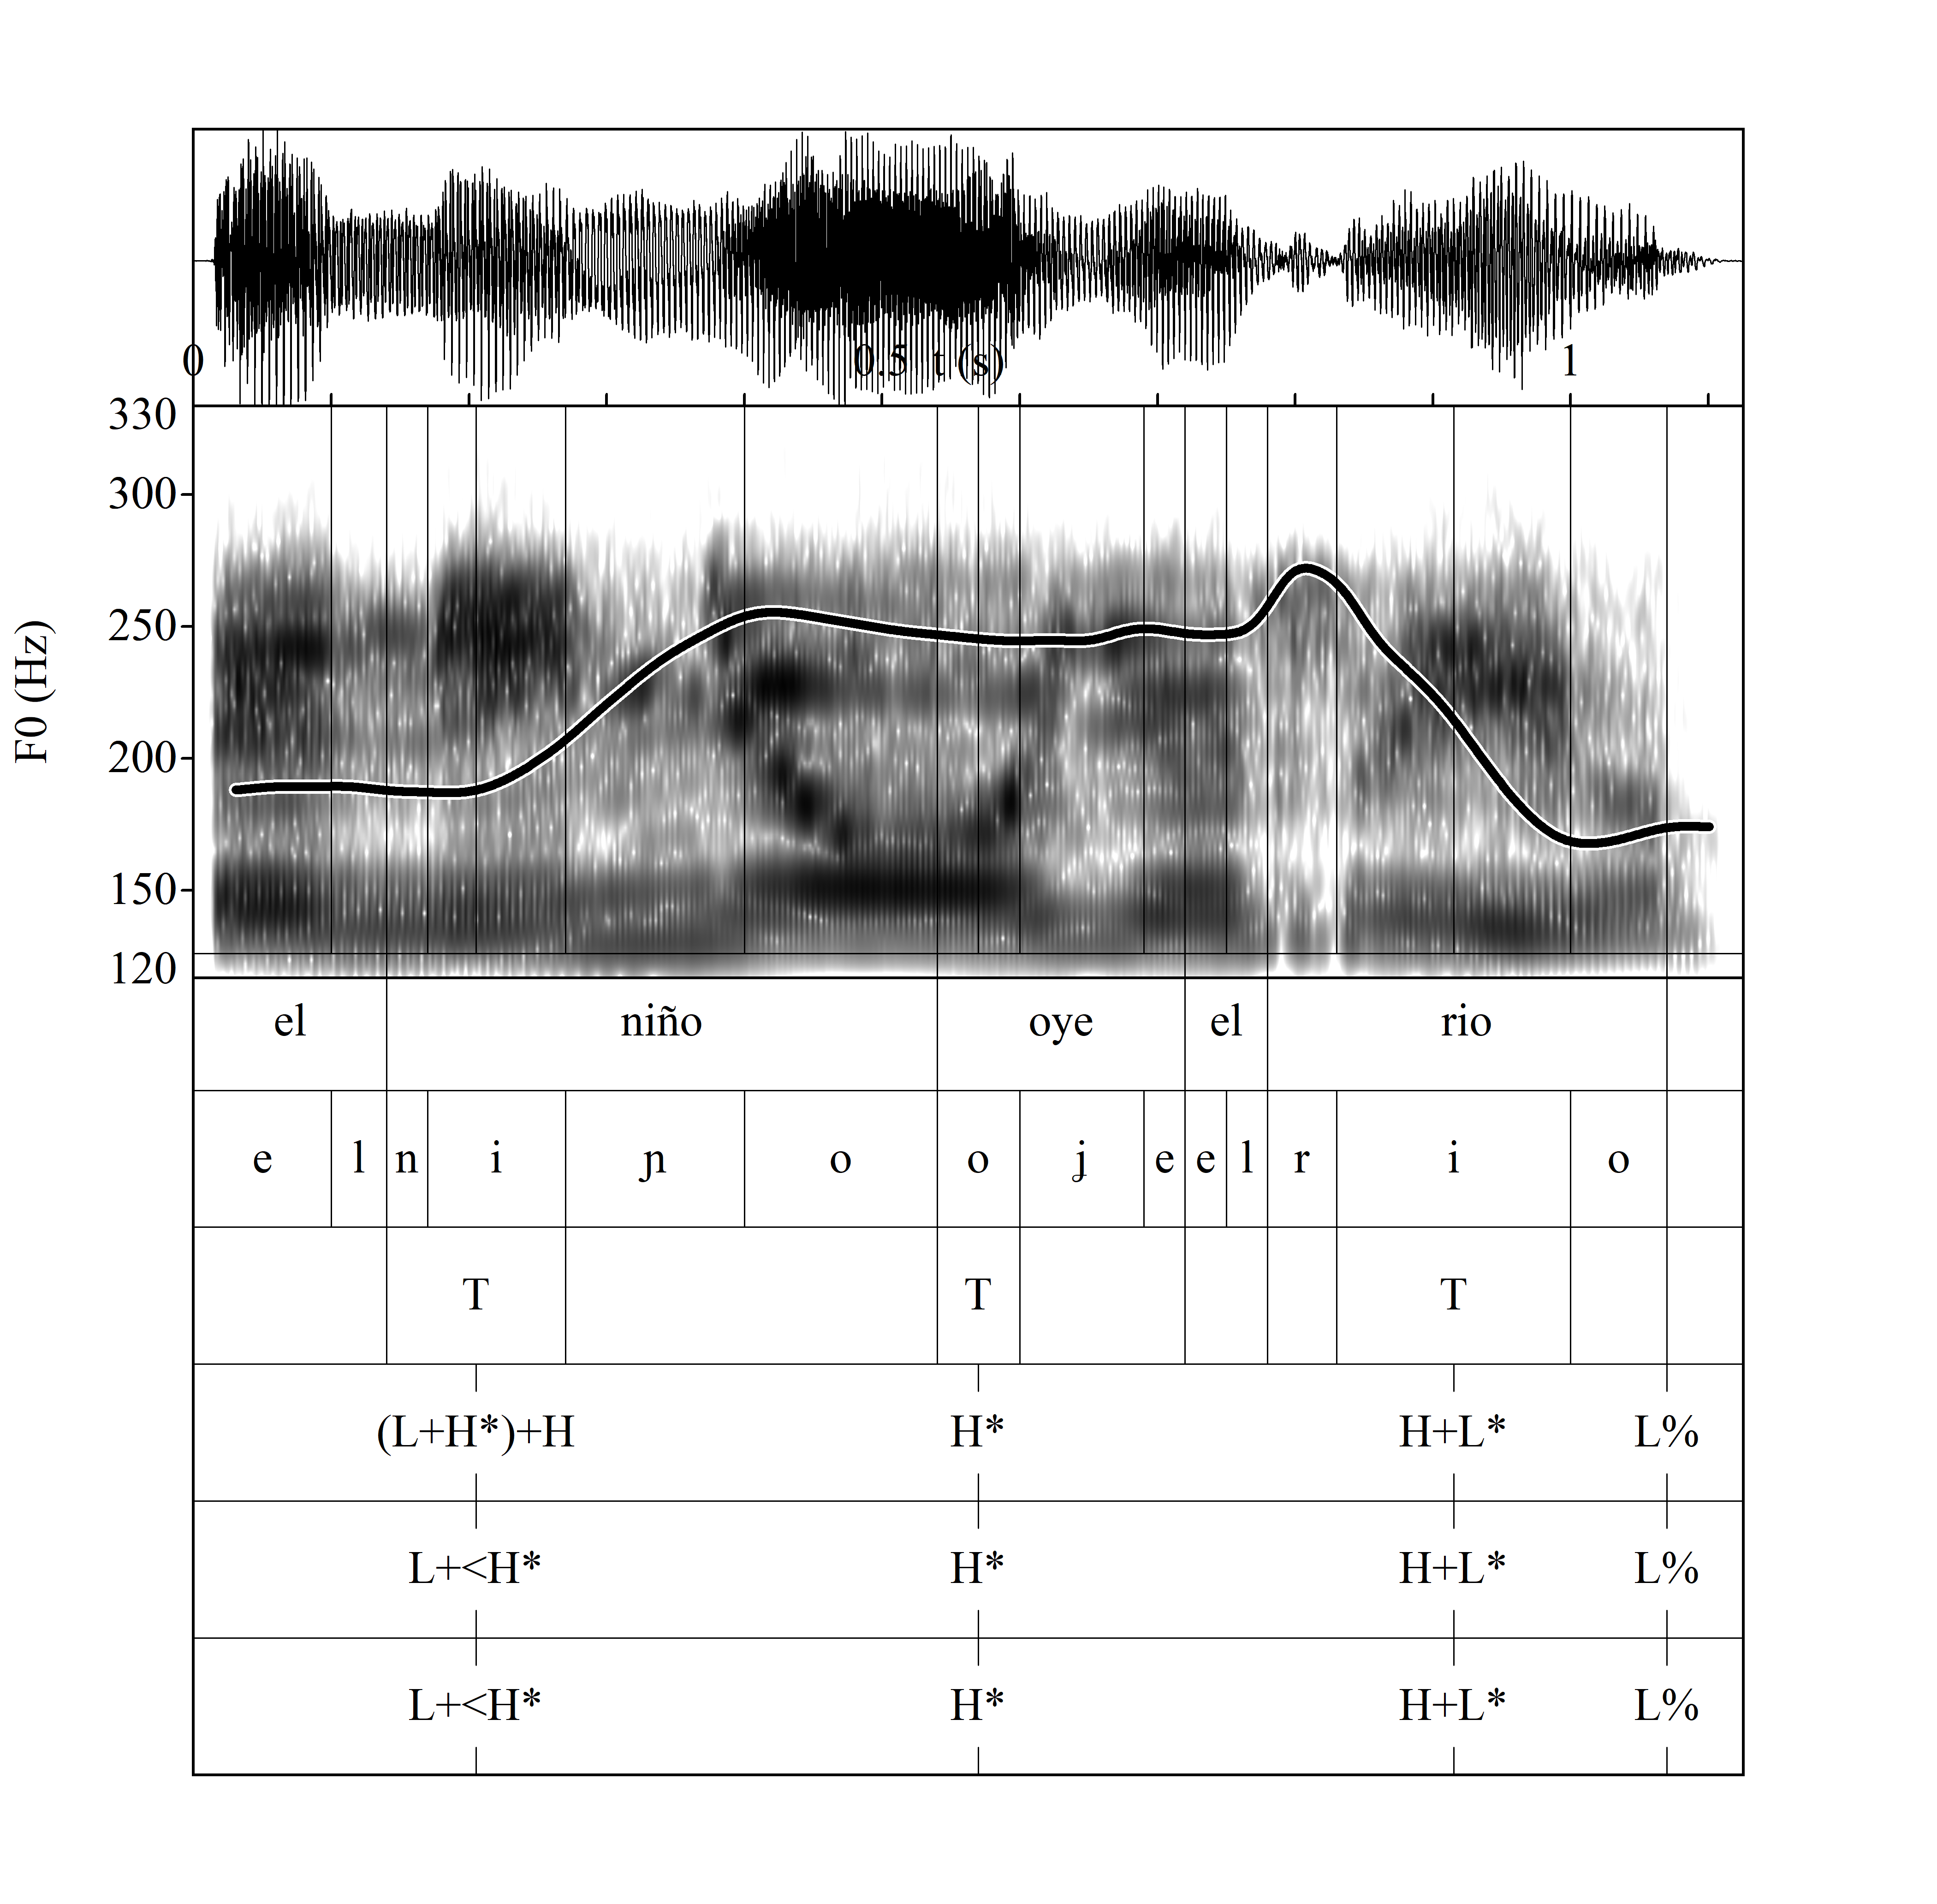 0 0.5 t (s) 1
330
300
250
200
150
120
F0 (Hz)
el niño oye el rio
e l n i ɲ o o ʝ e e l r i o
T T T
(L+H*)+H H* H+L* L%
L+<H* H* H+L* L%
L+<H* H* H+L* L%